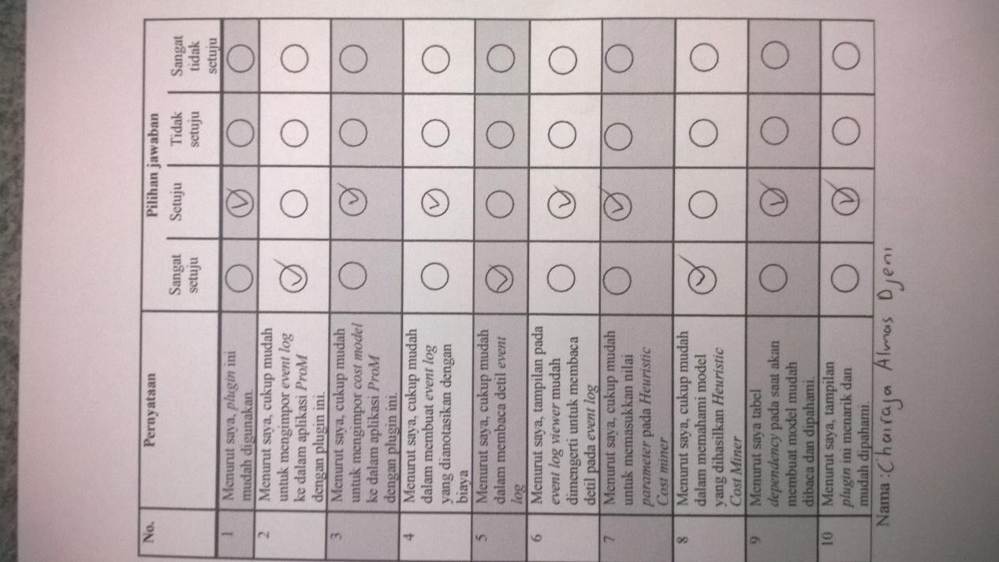 No.
Pernyataan
Pilihan jawaban
Sangat setuju
Setuju
Tidak setuju
Sangat tidak setuju
1
Menurut saya, plugin ini
mudah digunakan.
2
Menurut saya, cukup mudah
untuk mengimpor event log
ke dalam aplikasi ProM
dengan plugin ini.
3
Menurut saya, cukup mudah
untuk mengimpor cost model
ke dalam aplikasi ProM
dengan plugin ini.
4
Menurut saya, cukup mudah
dalam membuat event log
yang dianotasikan dengan
biaya
5
Menurut saya, cukup mudah
dalam membaca detil event
log
6
Menurut saya, tampilan pada
event log viewer mudah
dimengerti untuk membaca
detil pada event log
7
Menurut saya, cukup mudah
untuk memasukkan nilai
parameter pada Heuristic
Cost miner
8
Menurut saya, cukup mudah
dalam memahami model
yang dihasilkan Heuristic
Cost Miner
9
Menurut saya tabel
dependency pada saat akan
membuat model mudah
dibaca dan dipahami.
10
Menurut saya, tampilan
plugin ini menarik dan
mudah dipahami.
Nama : Charaja Almas Djeni